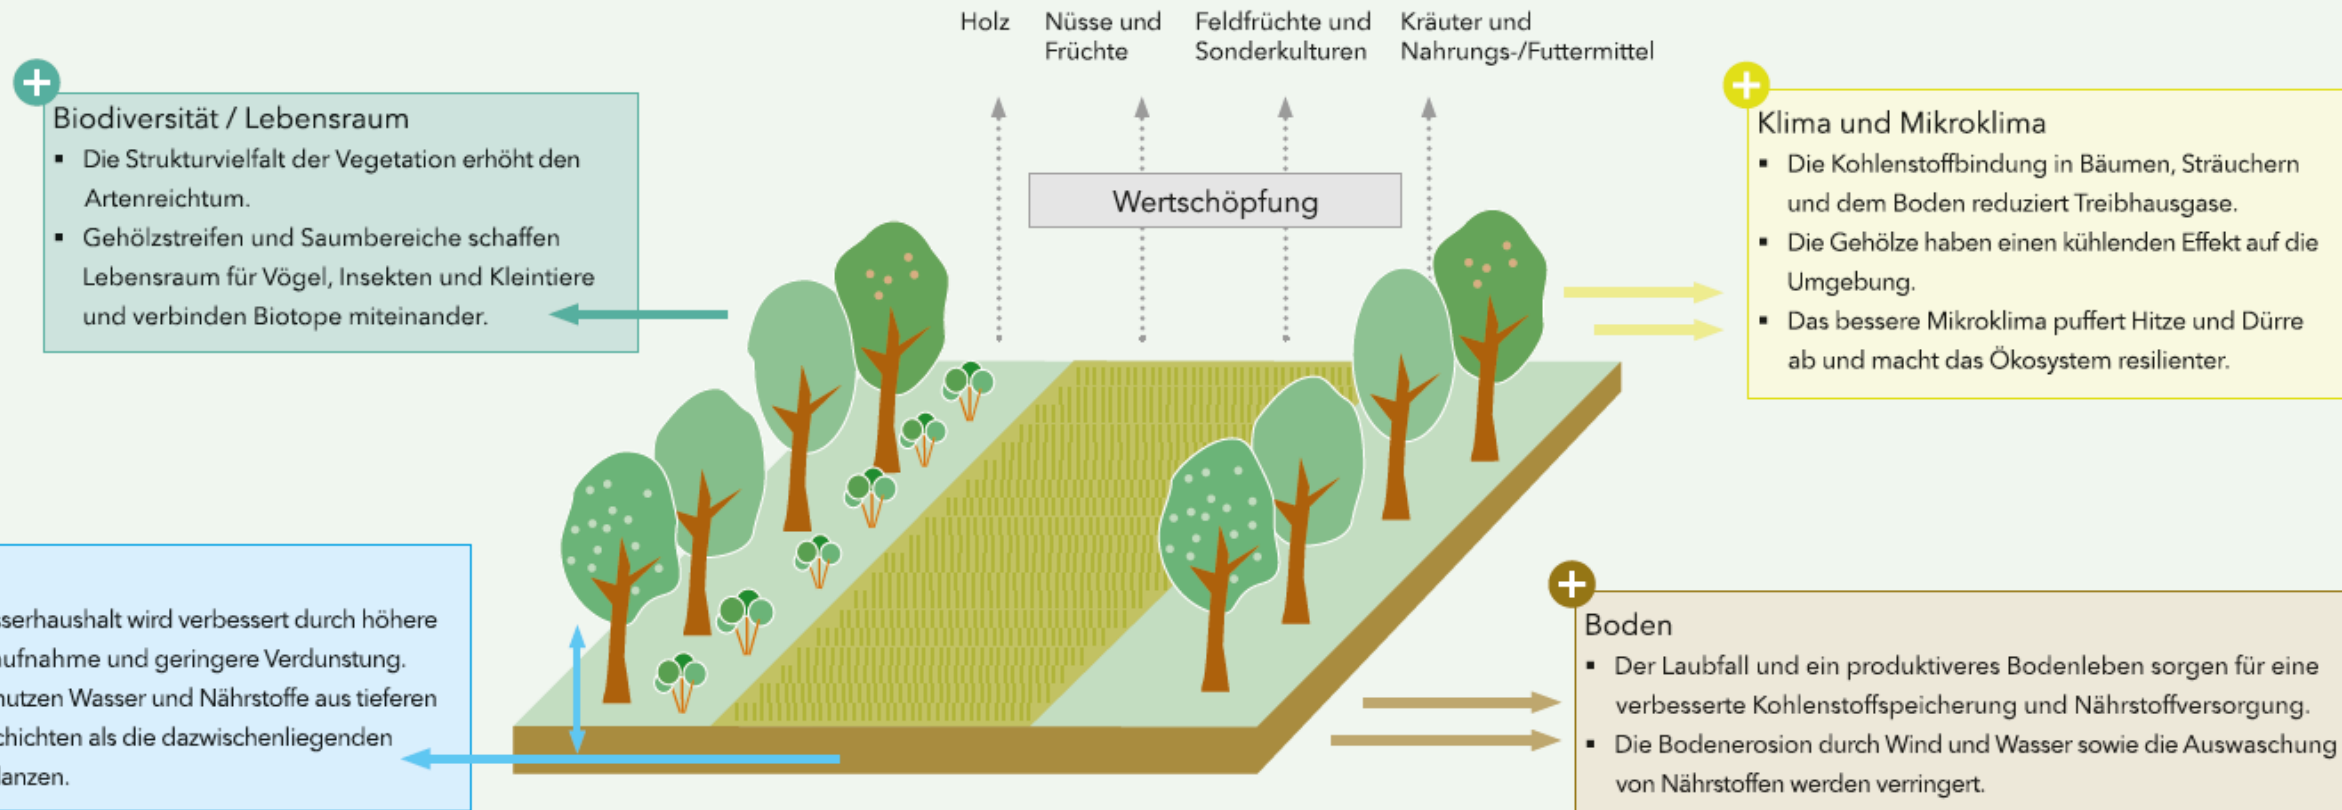 Holz
Nüsse und
Früchte
Feldfrüchte und
Sonderkulturen
Kräuter und
Nahrungs-/Futtermittel
Wertschöpfung
Biodiversität / Lebensraum
▪ Die Strukturvielfalt der Vegetation erhöht den
Artenreichtum.
▪ Gehölzstreifen und Saumbereiche schaffen
Lebensraum für Vögel, Insekten und Kleintiere
und verbinden Biotope miteinander.
Klima und Mikroklima
▪ Die Kohlenstoffbindung in Bäumen, Sträuchern
und dem Boden reduziert Treibhausgase.
▪ Die Gehölze haben einen kühlenden Effekt auf die
Umgebung.
▪ Das bessere Mikroklima puffert Hitze und Dürre
ab und macht das Ökosystem resilienter.
serhaushalt wird verbessert durch höhere
aufnahme und geringere Verdunstung.
nutzen Wasser und Nährstoffe aus tieferen
chichten als die dazwischenliegenden
lanzen.
Boden
▪ Der Laubfall und ein produktiveres Bodenleben sorgen für eine
verbesserte Kohlenstoffspeicherung und Nährstoffversorgung.
▪ Die Bodenerosion durch Wind und Wasser sowie die Auswaschung
von Nährstoffen werden verringert.